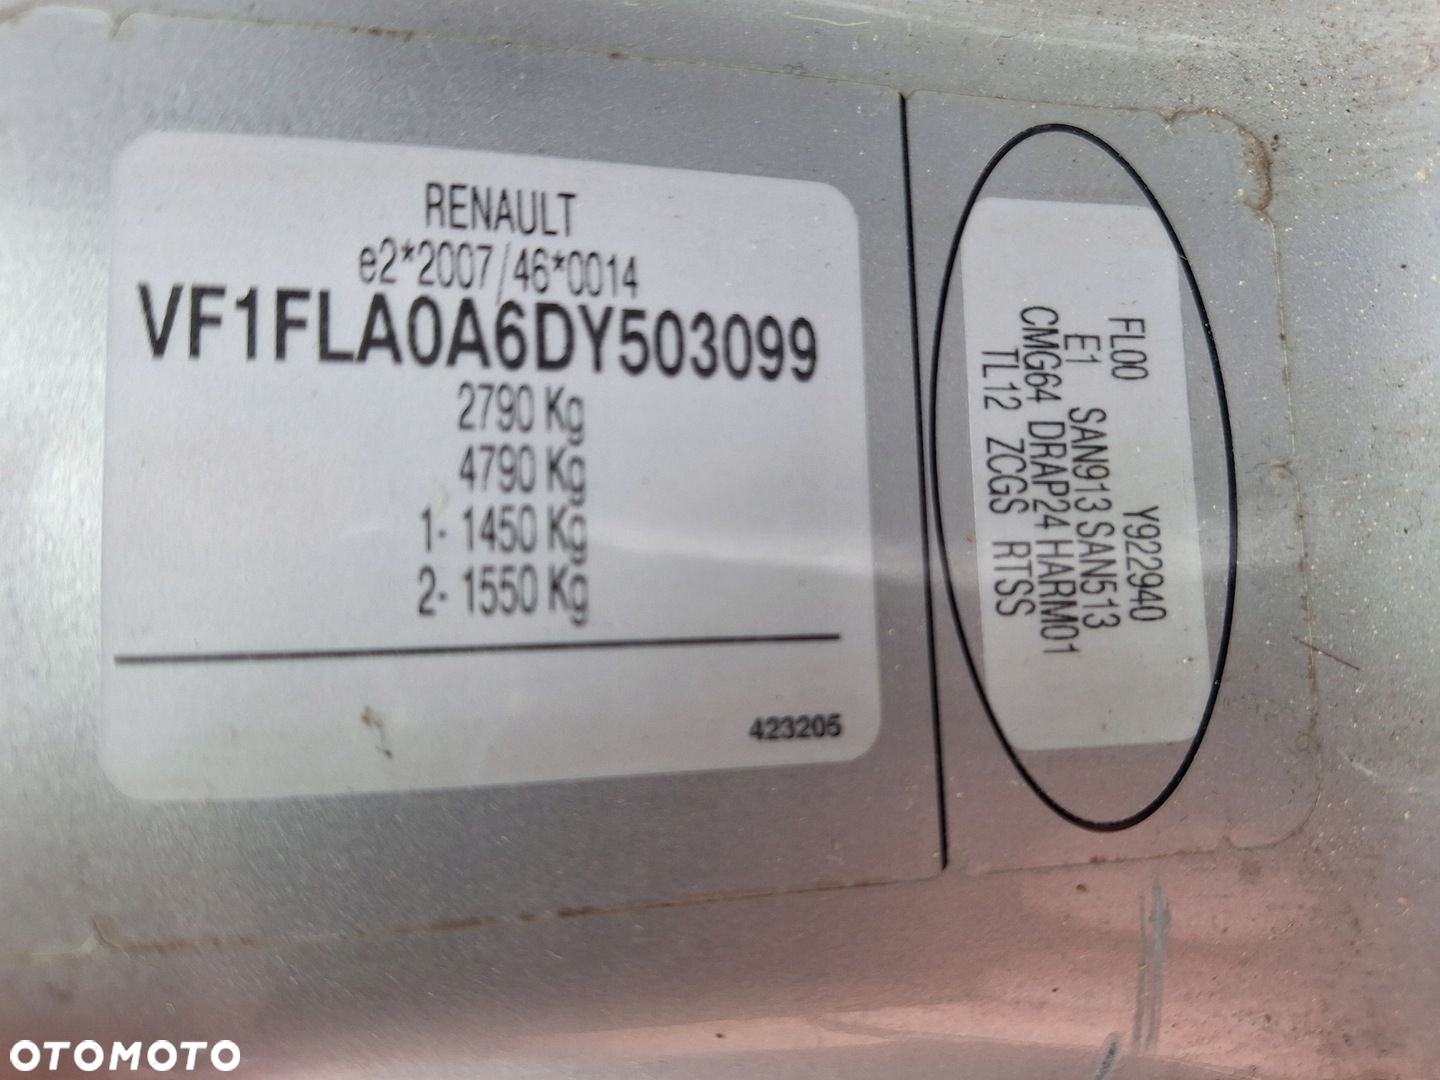 RENAULT
e2*2007/46*0014
VF1FLA0A6DY503099
2790 Kg
4790 Kg
1- 1450 Kg
2- 1550 Kg
423205
FL00 Y922940
E1 SAN913 SAN513
CMG64 DRAP24 HARM01
TL12 ZCGS RTSS
OTOMOTO